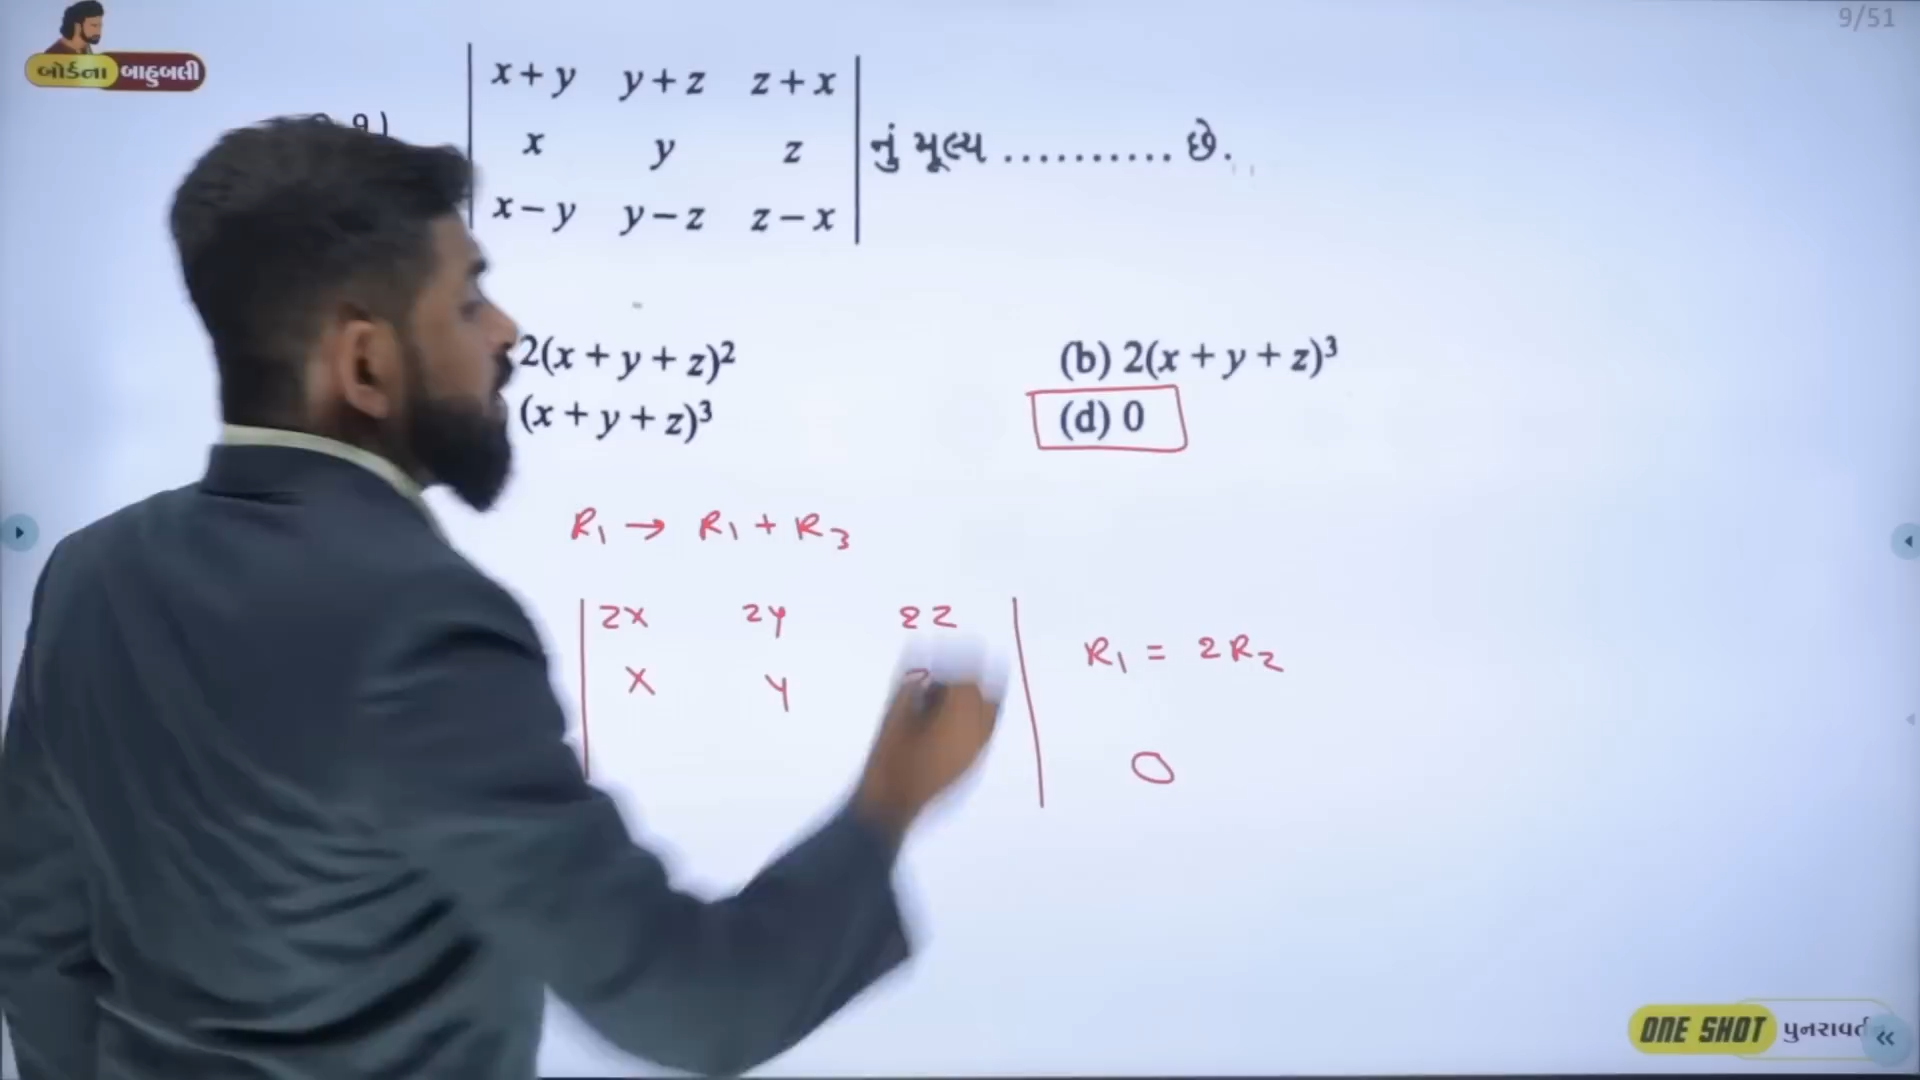 9/51
બોર્ડના બાહુબલી
x + y y + z z + x
x y z નું મૂલ્ય .......... છે.
x − y y − z z − x
2(x + y + z)² (b) 2(x + y + z)³
(x + y + z)³ (d) 0
R₁ → R₁ + R₃
2x 2y 2z
x y
R₁ = 2R₂
0
ONE SHOT